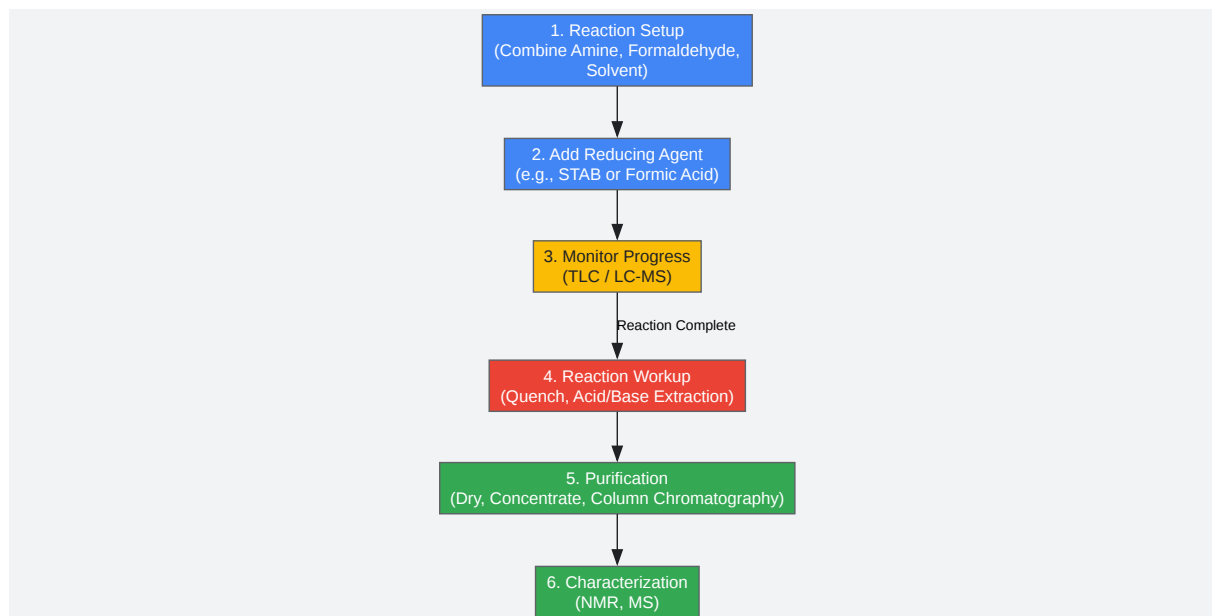 1. Reaction Setup
(Combine Amine, Formaldehyde,
Solvent)
2. Add Reducing Agent
(e.g., STAB or Formic Acid)
3. Monitor Progress
(TLC / LC-MS)
Reaction Complete
4. Reaction Workup
(Quench, Acid/Base Extraction)
5. Purification
(Dry, Concentrate, Column Chromatography)
6. Characterization
(NMR, MS)